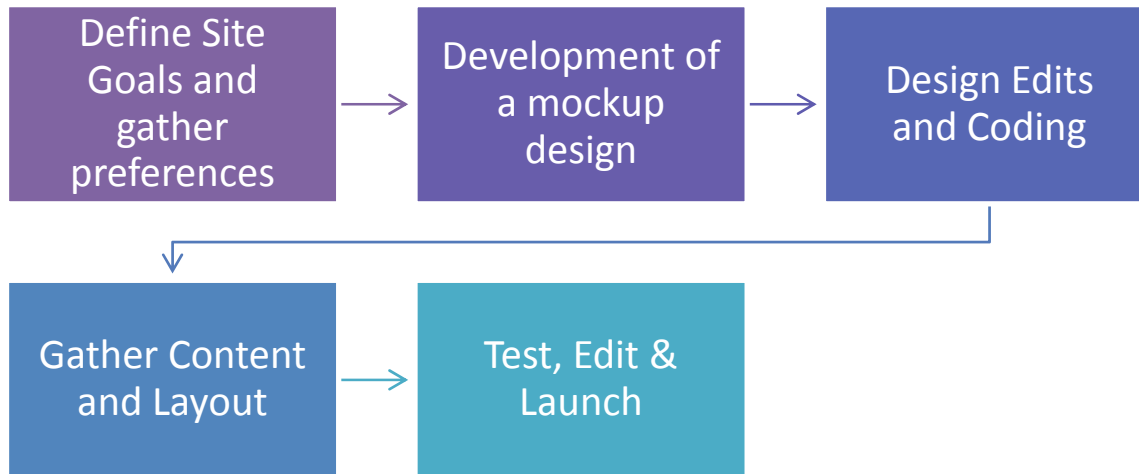 Define Site
Goals and
gather
preferences
Development of
a mockup
design
Design Edits
and Coding
Gather Content
and Layout
Test, Edit &
Launch